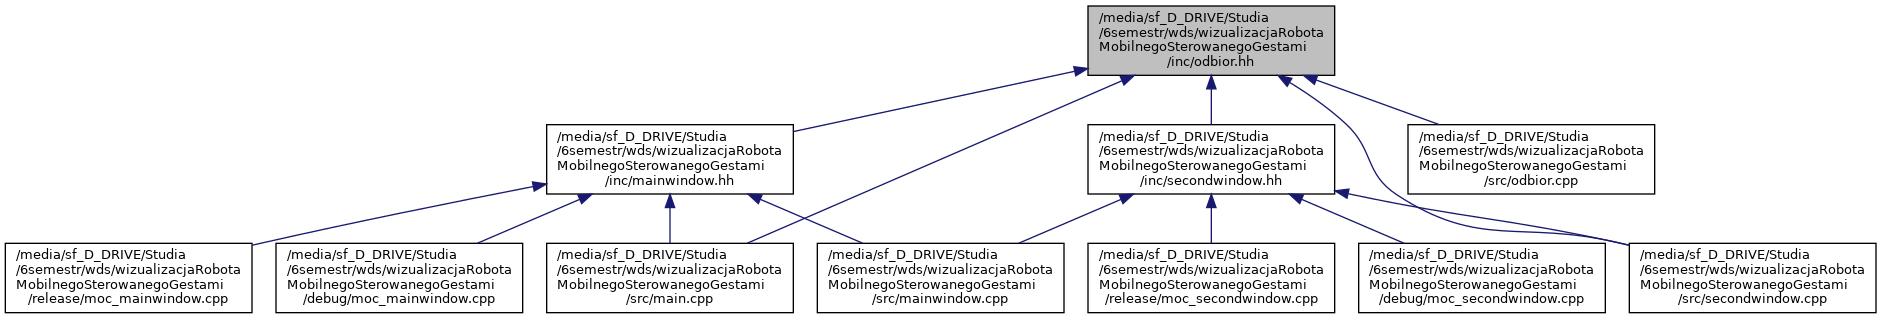 /media/sf_D_DRIVE/Studia
/6semestr/wds/wizualizacjaRobota
MobilnegoSterowanegoGestami
/inc/odbior.hh
/media/sf_D_DRIVE/Studia
/6semestr/wds/wizualizacjaRobota
MobilnegoSterowanegoGestami
/inc/mainwindow.hh
/media/sf_D_DRIVE/Studia
/6semestr/wds/wizualizacjaRobota
MobilnegoSterowanegoGestami
/inc/secondwindow.hh
/media/sf_D_DRIVE/Studia
/6semestr/wds/wizualizacjaRobota
MobilnegoSterowanegoGestami
/src/odbior.cpp
/media/sf_D_DRIVE/Studia
/6semestr/wds/wizualizacjaRobota
MobilnegoSterowanegoGestami
/release/moc_mainwindow.cpp
/media/sf_D_DRIVE/Studia
/6semestr/wds/wizualizacjaRobota
MobilnegoSterowanegoGestami
/debug/moc_mainwindow.cpp
/media/sf_D_DRIVE/Studia
/6semestr/wds/wizualizacjaRobota
MobilnegoSterowanegoGestami
/src/main.cpp
/media/sf_D_DRIVE/Studia
/6semestr/wds/wizualizacjaRobota
MobilnegoSterowanegoGestami
/src/mainwindow.cpp
/media/sf_D_DRIVE/Studia
/6semestr/wds/wizualizacjaRobota
MobilnegoSterowanegoGestami
/release/moc_secondwindow.cpp
/media/sf_D_DRIVE/Studia
/6semestr/wds/wizualizacjaRobota
MobilnegoSterowanegoGestami
/debug/moc_secondwindow.cpp
/media/sf_D_DRIVE/Studia
/6semestr/wds/wizualizacjaRobota
MobilnegoSterowanegoGestami
/src/secondwindow.cpp